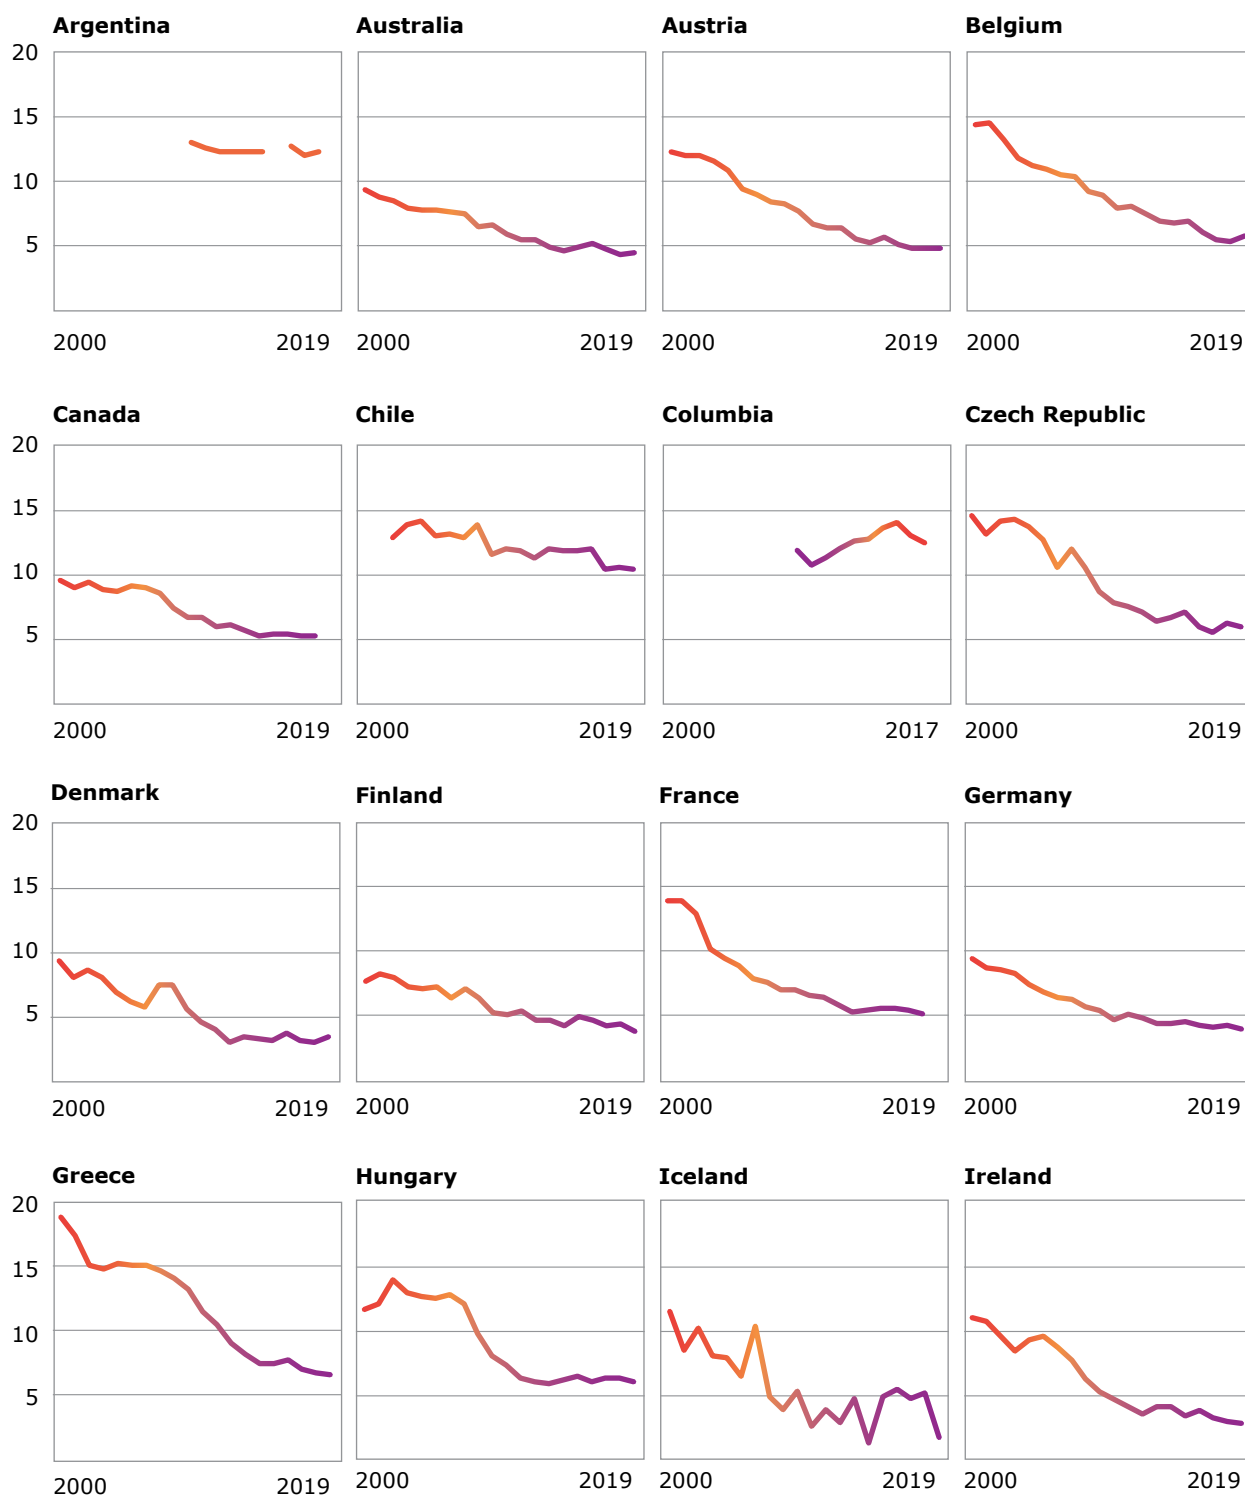 Argentina Australia Austria Belgium
20
15
10
5
2000 2019 2000 2019 2000 2019 2000 2019
Canada Chile Columbia Czech Republic
20
15
10
5
2000 2019 2000 2019 2000 2017 2000 2019
Denmark Finland France Germany
20
15
10
5
2000 2019 2000 2019 2000 2019 2000 2019
Greece Hungary Iceland Ireland
20
15
10
5
2000 2019 2000 2019 2000 2019 2000 2019